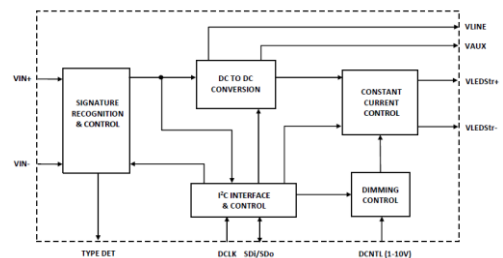 VLINE
VAUX
VIN+
DC TO DC
CONVERSION
SIGNATURE
RECOGNITION
& CONTROL
CONSTANT
CURRENT
CONTROL
VLEDStr+
VLEDStr-
VIN-
I²C INTERFACE
& CONTROL
DIMMING
CONTROL
TYPE DET
DCLK SDi/SDo
DCNTL (1-10V)